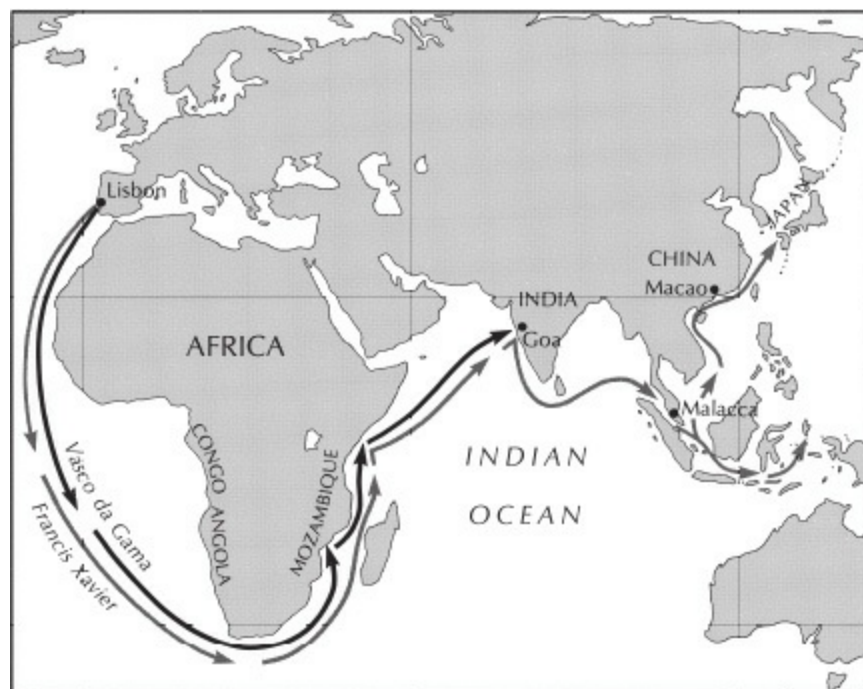 Lisbon
JAPAN
CHINA
Macao
INDIA
Goa
AFRICA
Malacca
CONGO
ANGOLA
MOZAMBIQUE
INDIAN
OCEAN
Vasco da Gama
Francis Xavier